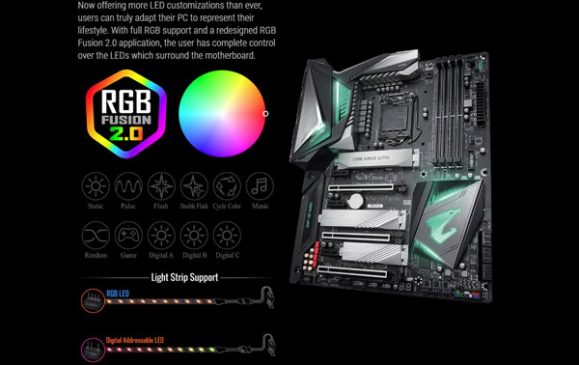 Now offering more LED customizations than ever,
users can truly adapt their PC to represent their
lifestyle. With full RGB support and a redesigned RGB
Fusion 2.0 application, the user has complete control
over the LEDs which surround the motherboard.
RGB
FUSION
2.0
Static Pulse Flash Double Flash Cycle Color Music
Random Game Digital A Digital B Digital C
Light Strip Support
RGB LED
Digital Addressable LED